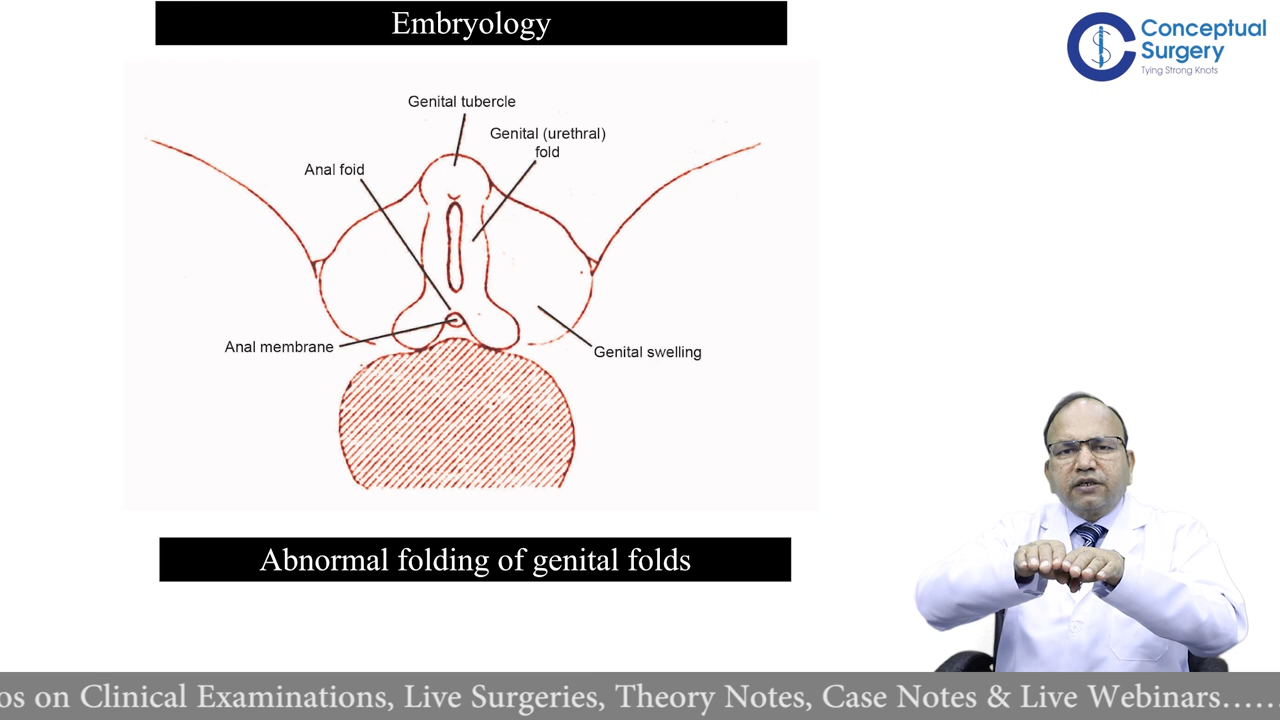 Embryology
Conceptual
Surgery
Tying Strong Knots
Genital tubercle
Genital (urethral)
fold
Anal foid
Anal membrane
Genital swelling
Abnormal folding of genital folds
os on Clinical Examinations, Live Surgeries, Theory Notes, Case Notes & Live Webinars.....